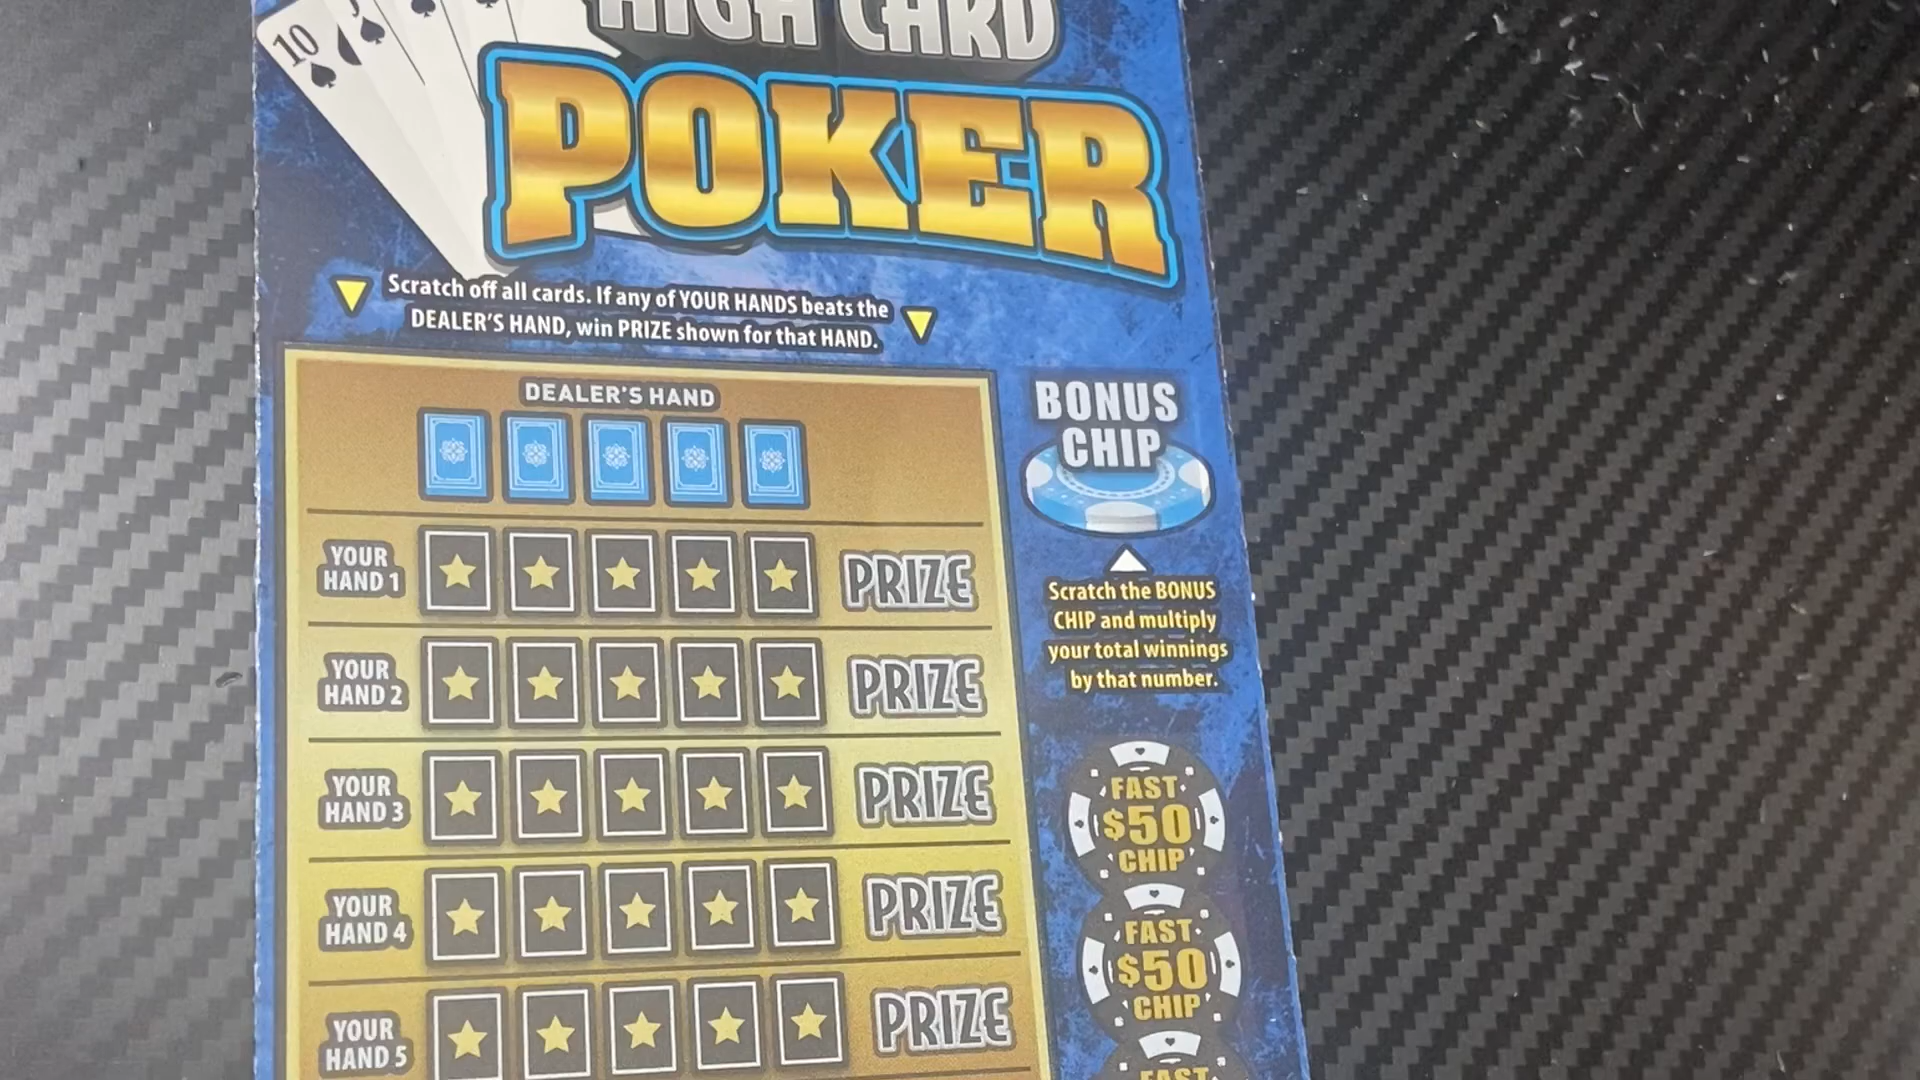 10
HIGH CARD
POKER
Scratch off all cards. If any of YOUR HANDS beats the
DEALER'S HAND, win PRIZE shown for that HAND.
DEALER'S HAND
BONUS
CHIP
YOUR
HAND 1
PRIZE
Scratch the BONUS
CHIP and multiply
your total winnings
by that number.
YOUR
HAND 2
PRIZE
YOUR
HAND 3
PRIZE
FAST
$50
CHIP
YOUR
HAND 4
PRIZE
FAST
$50
CHIP
YOUR
HAND 5
PRIZE
FAST